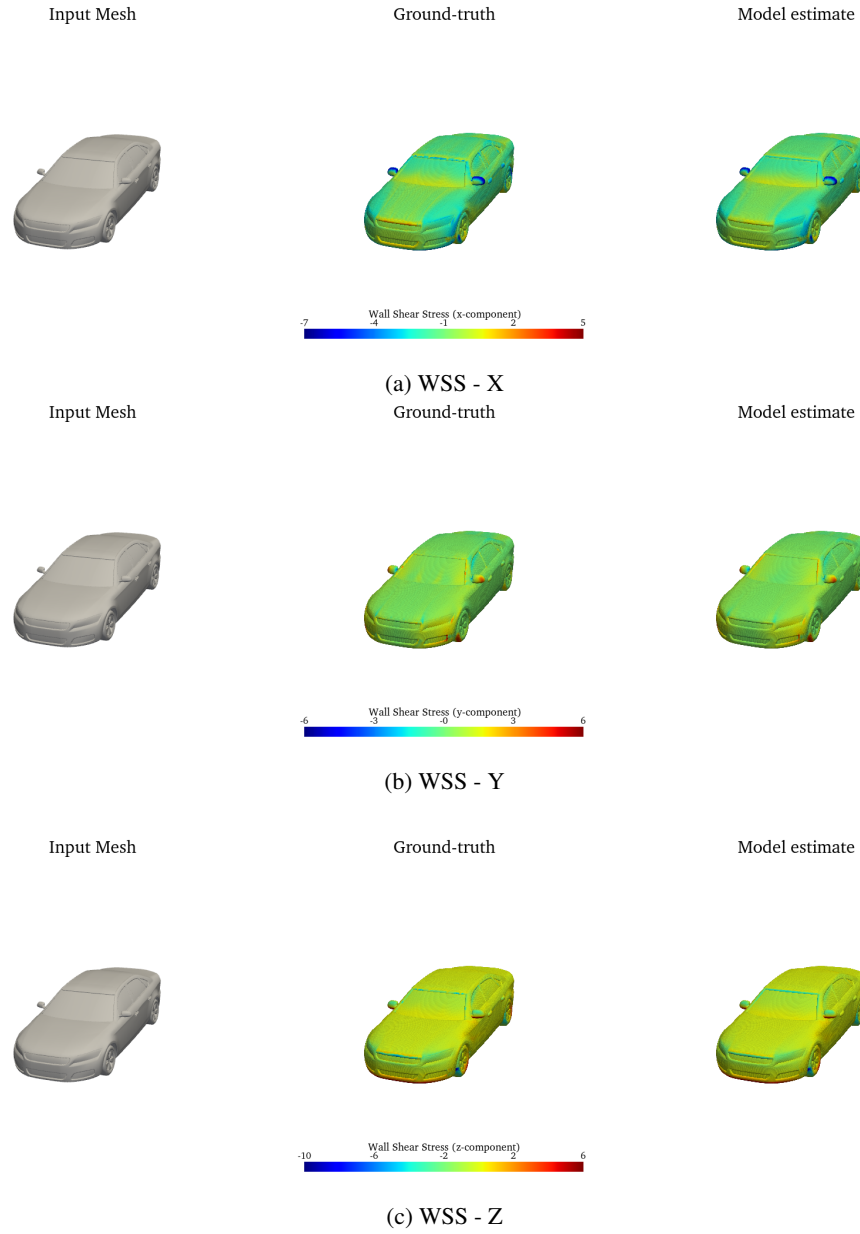 Input Mesh Ground-truth Model estimate
Wall Shear Stress (x-component)
-7 -4 -1 2 5
(a) WSS - X
Input Mesh Ground-truth Model estimate
Wall Shear Stress (y-component)
-6 -3 -0 3 6
(b) WSS - Y
Input Mesh Ground-truth Model estimate
Wall Shear Stress (z-component)
-10 -6 -2 2 6
(c) WSS - Z